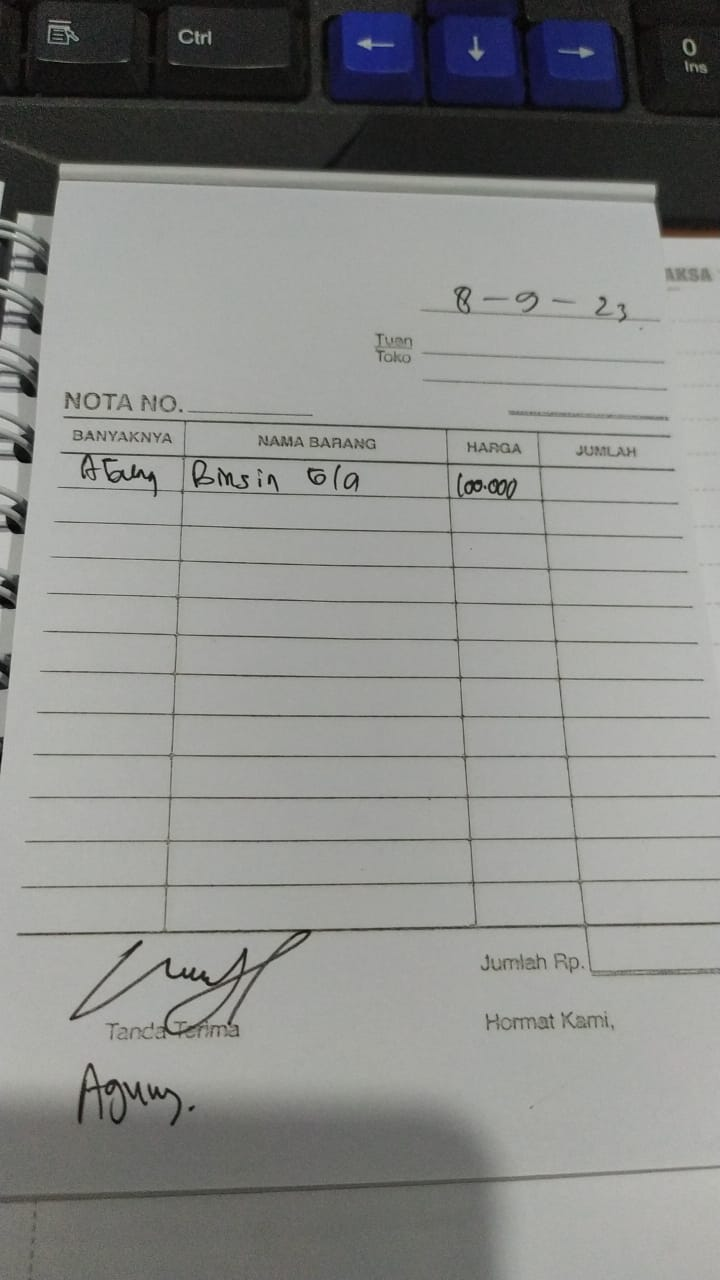 Ctrl
←
↓
→
0
Ins
AKSA
8-9-23
Tuan
Toko
NOTA NO.
BANYAKNYA NAMA BARANG HARGA JUMLAH
100.000
Jumlah Rp.
Tanda Terima Hormat Kami,
Agung.